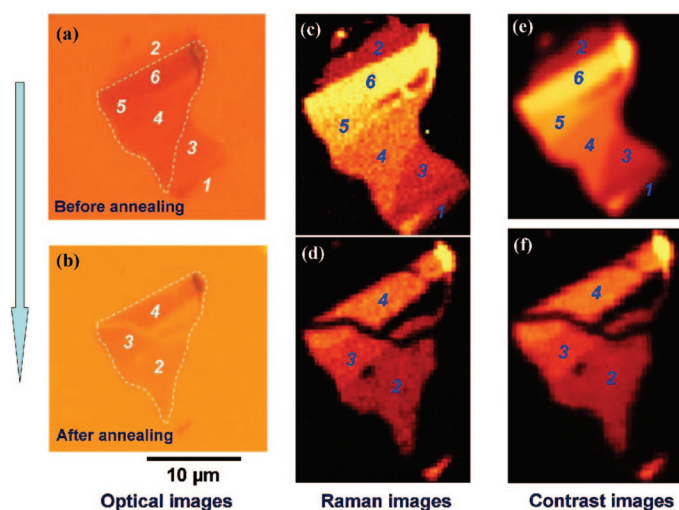 (a)
2
6
5
4
3
1
Before annealing
(c)
2
6
5
4
3
1
(e)
2
6
5
4
3
1
(b)
4
3
2
After annealing
(d)
4
3
2
(f)
4
3
2
10 µm
Optical images
Raman images
Contrast images